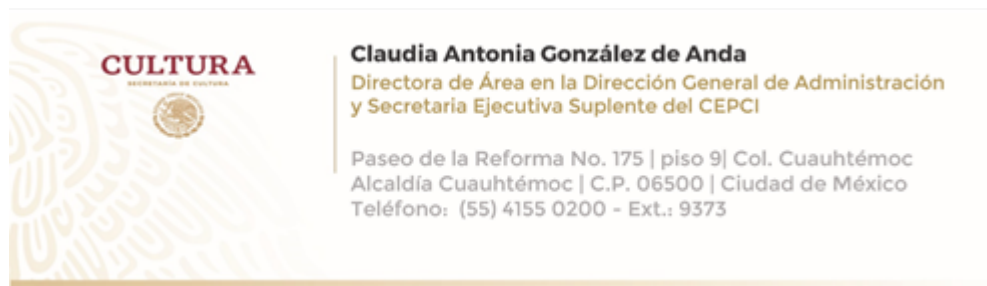 CULTURA
SECRETARÍA DE CULTURA
Claudia Antonia González de Anda
Directora de Área en la Dirección General de Administración
y Secretaria Ejecutiva Suplente del CEPCI
Paseo de la Reforma No. 175 | piso 9| Col. Cuauhtémoc
Alcaldía Cuauhtémoc | C.P. 06500 | Ciudad de México
Teléfono: (55) 4155 0200 - Ext.: 9373